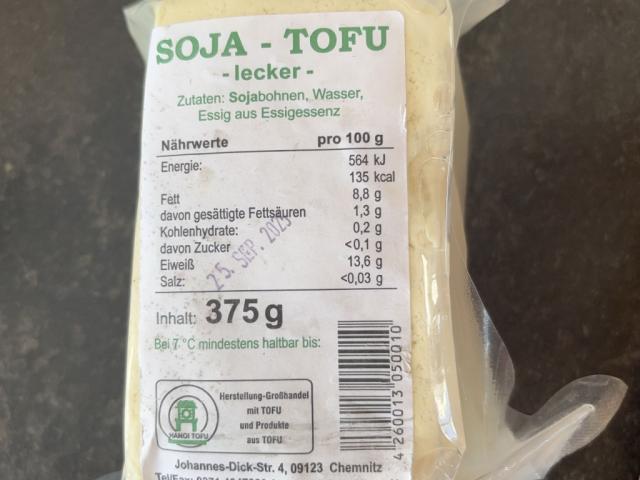 SOJA - TOFU
- lecker -
Zutaten: Sojabohnen, Wasser,
Essig aus Essigessenz
Nährwerte pro 100 g
Energie: 564 kJ
135 kcal
Fett 8,8 g
davon gesättigte Fettsäuren 1,3 g
Kohlenhydrate: 0,2 g
davon Zucker <0,1 g
Eiweiß 13,6 g
Salz: <0,03 g
25. SEP. 2023
Inhalt: 375 g
Bei 7 °C mindestens haltbar bis:
HANOI TOFU
Herstellung-Großhandel
mit TOFU
und Produkte
aus TOFU
4 260013 050010
Johannes-Dick-Str. 4, 09123 Chemnitz
Tel/Fax: